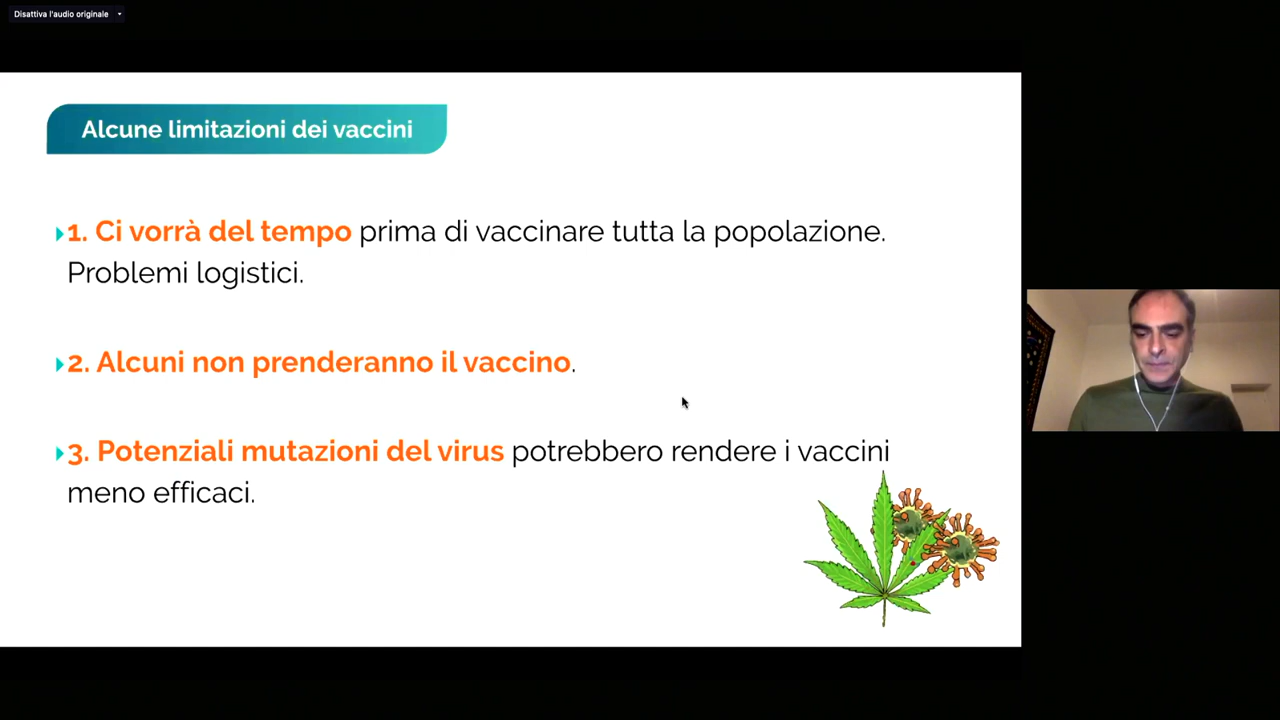 Disattiva l'audio originale
Alcune limitazioni dei vaccini
1. Ci vorrà del tempo prima di vaccinare tutta la popolazione.
Problemi logistici.
2. Alcuni non prenderanno il vaccino.
3. Potenziali mutazioni del virus potrebbero rendere i vaccini
meno efficaci.